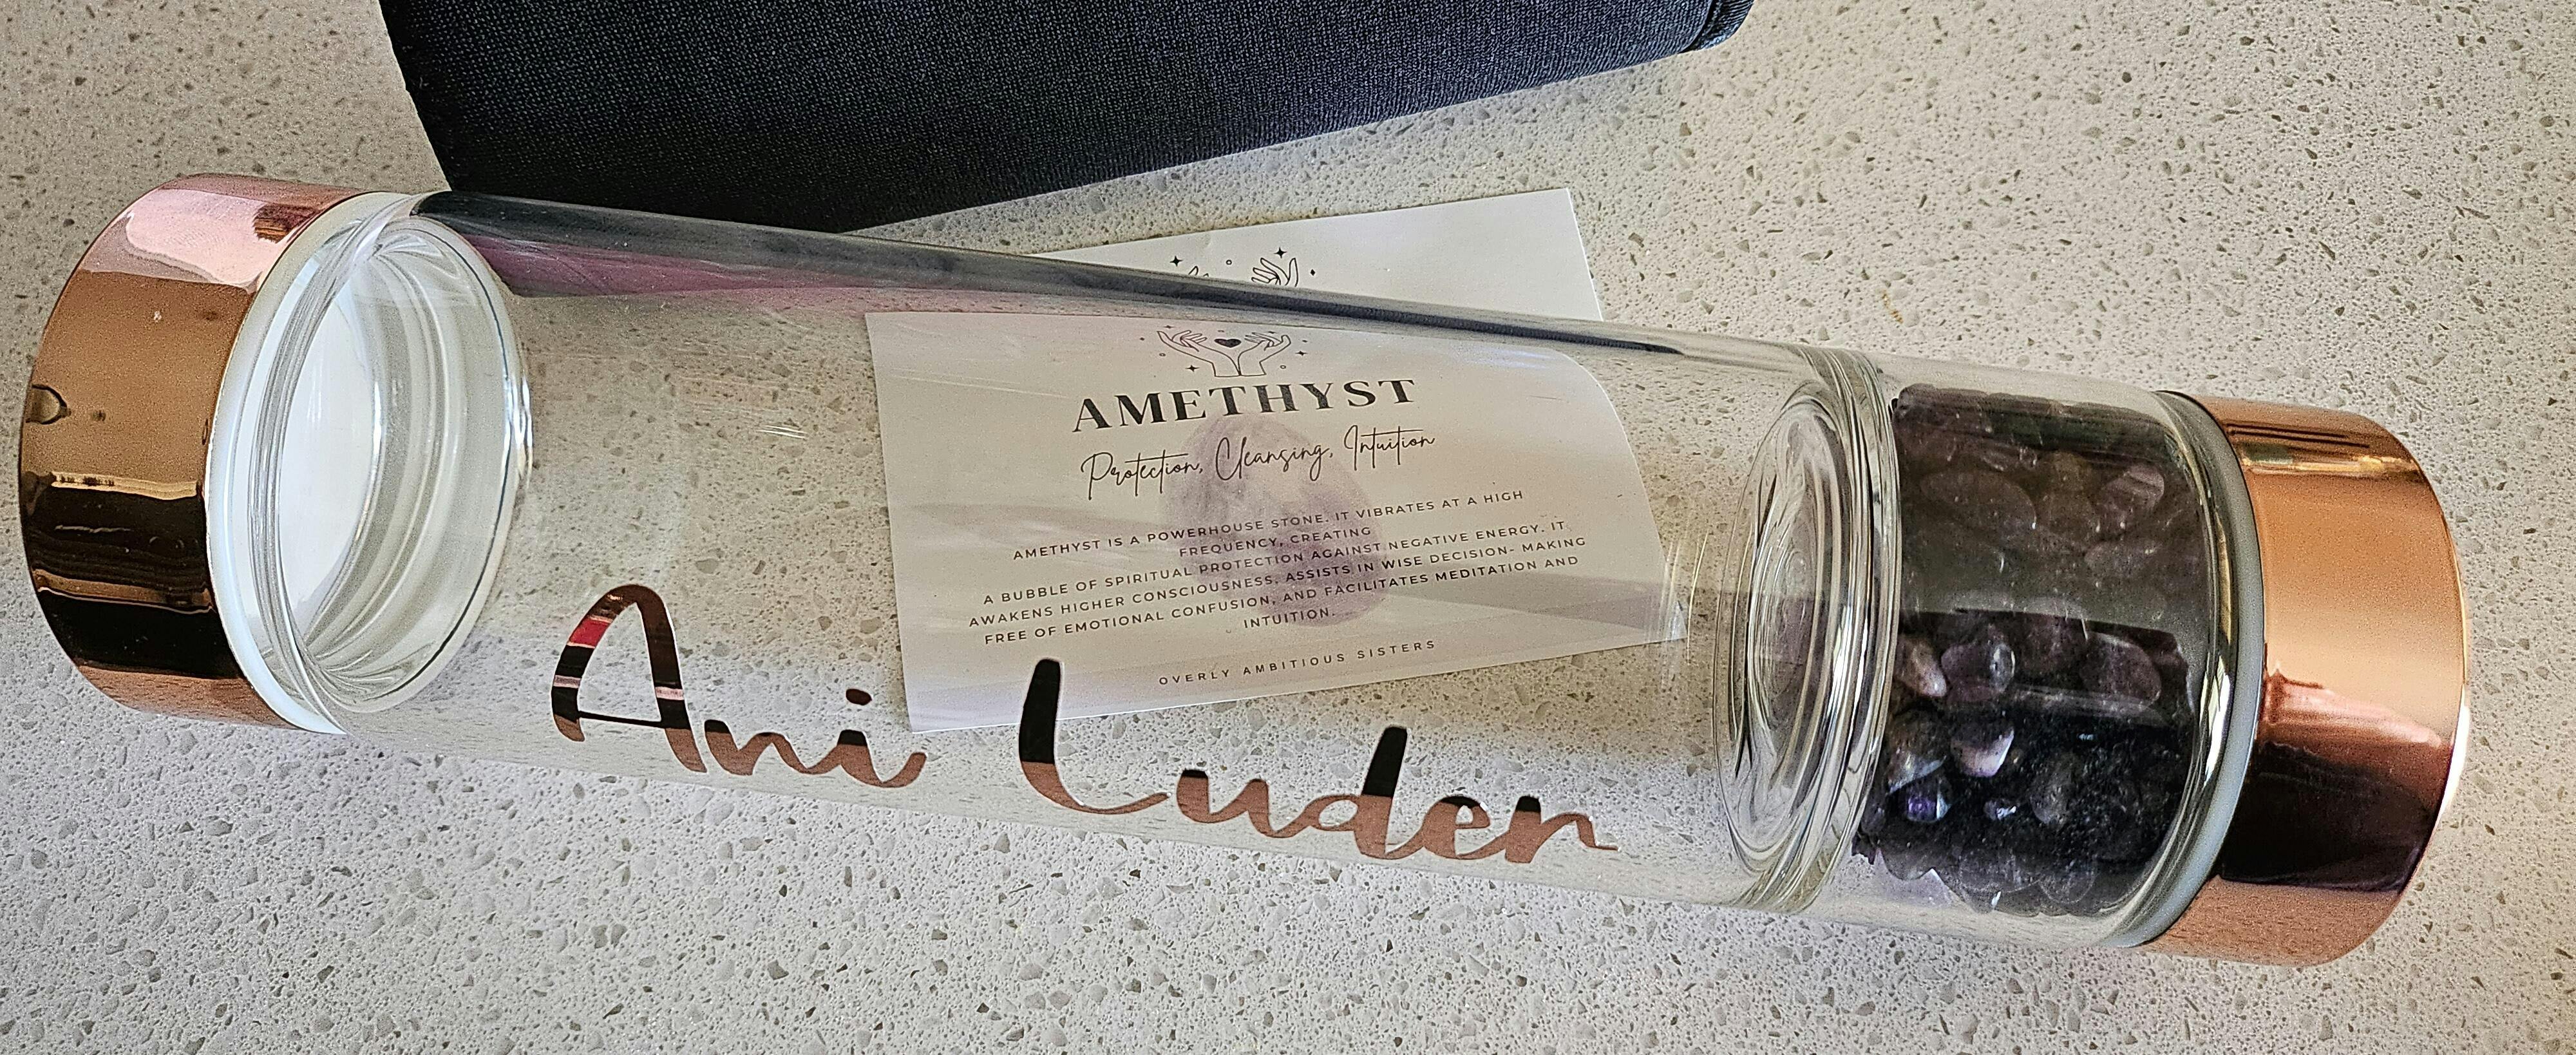 AMETHYST
Protection, Cleansing, Intuition
AMETHYST IS A POWERHOUSE STONE. IT VIBRATES AT A HIGH
FREQUENCY, CREATING
A BUBBLE OF SPIRITUAL PROTECTION AGAINST NEGATIVE ENERGY. IT
AWAKENS HIGHER CONSCIOUSNESS, ASSISTS IN WISE DECISION- MAKING
FREE OF EMOTIONAL CONFUSION, AND FACILITATES MEDITATION AND
INTUITION.
OVERLY AMBITIOUS SISTERS
Ani Luder